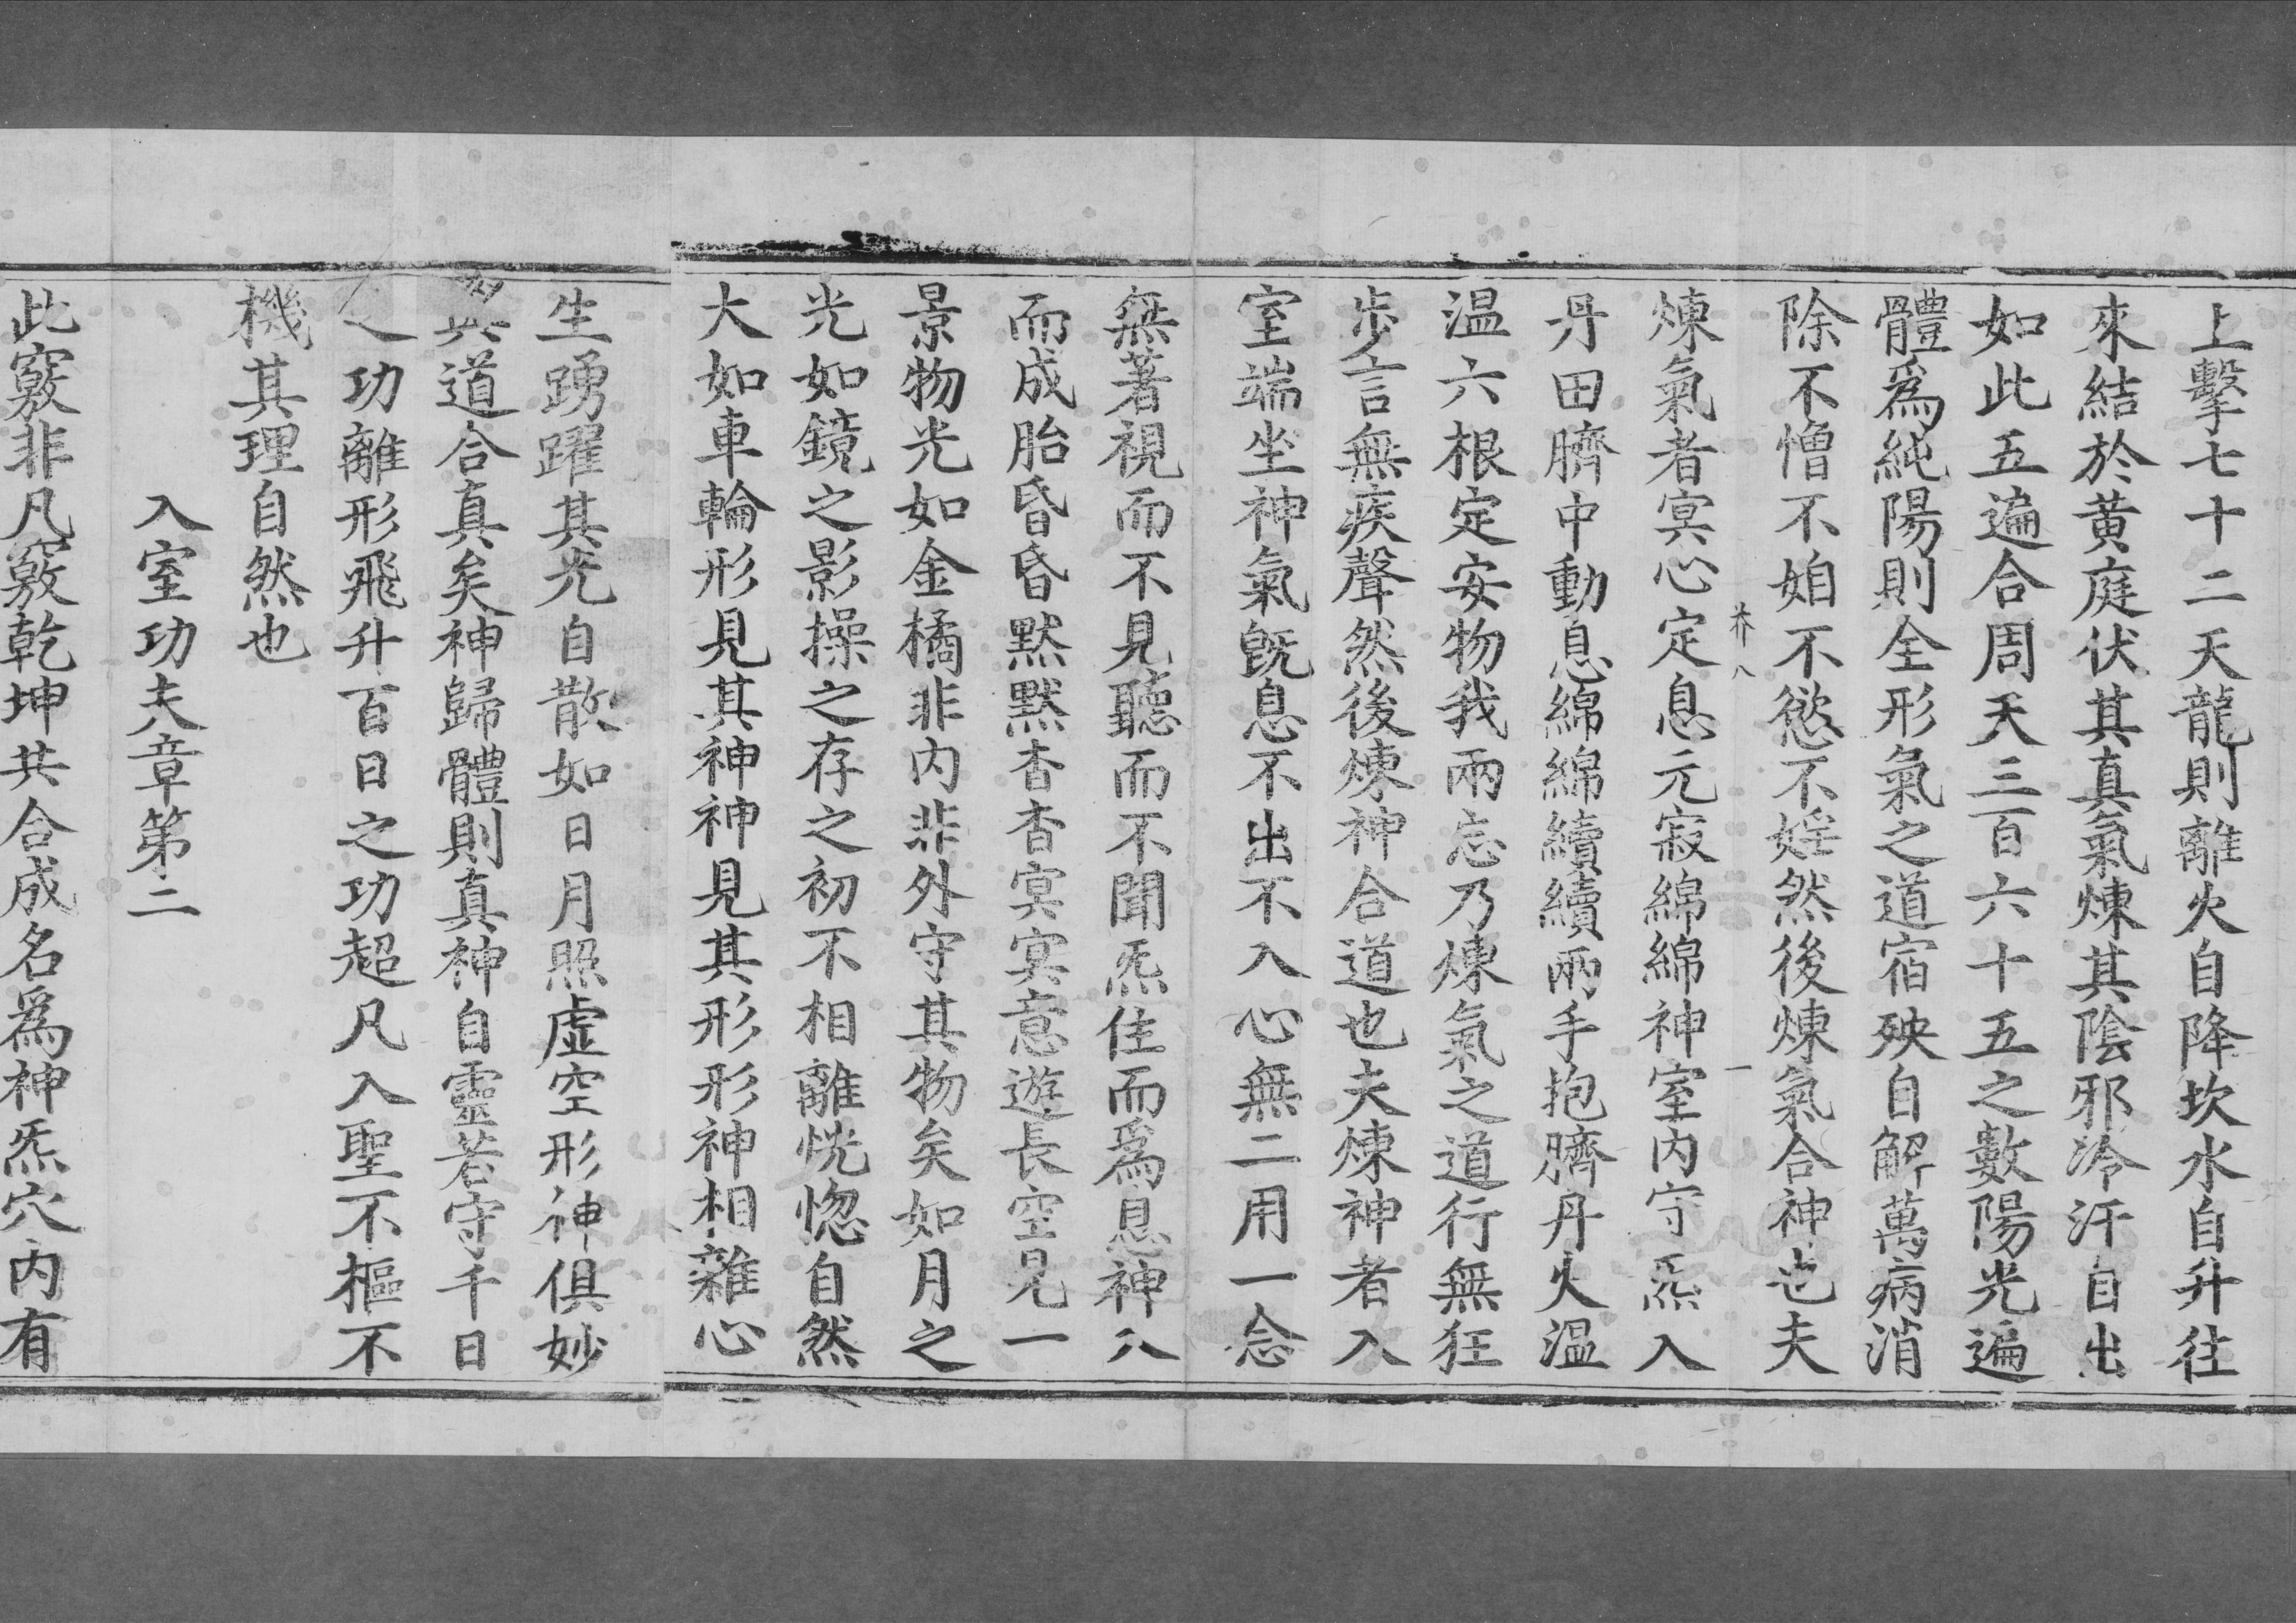 上擊七十二天龍則離火自降坎水自升往
來結於黃庭伏其真氣煉其陰邪冷汗自出
如此五遍合周天三百六十五之數陽光遍
體爲純陽則全形氣之道宿殃自解萬病消
除不憎不妒不慾不婬然後煉氣合神也夫
煉氣者冥心定息元寂綿綿神室內守炁入
丹田臍中動息綿綿續續兩手抱臍丹火温
温六根定安物我兩忘乃煉氣之道行無狂
步言無疾聲然後煉神合道也夫煉神者入
室端坐神氣旣息不出不入心無二用一念
無著視而不見聽而不聞炁住而爲息神八
而成胎昏昏默默杳杳冥冥意遊長空見一
景物光如金橘非內非外守其物矣如月之
光如鏡之影操之存之初不相離恍惚自然
大如車輪形見其神神見其形形神相雜心
生踴躍其光自散如日月照虛空形神俱妙
與道合真矣神歸體則真神自靈若守千日
之功離形飛升百日之功超凡入聖不樞不
機其理自然也
入室功夫章第二
此竅非凡竅乾坤共合成名爲神炁穴內有